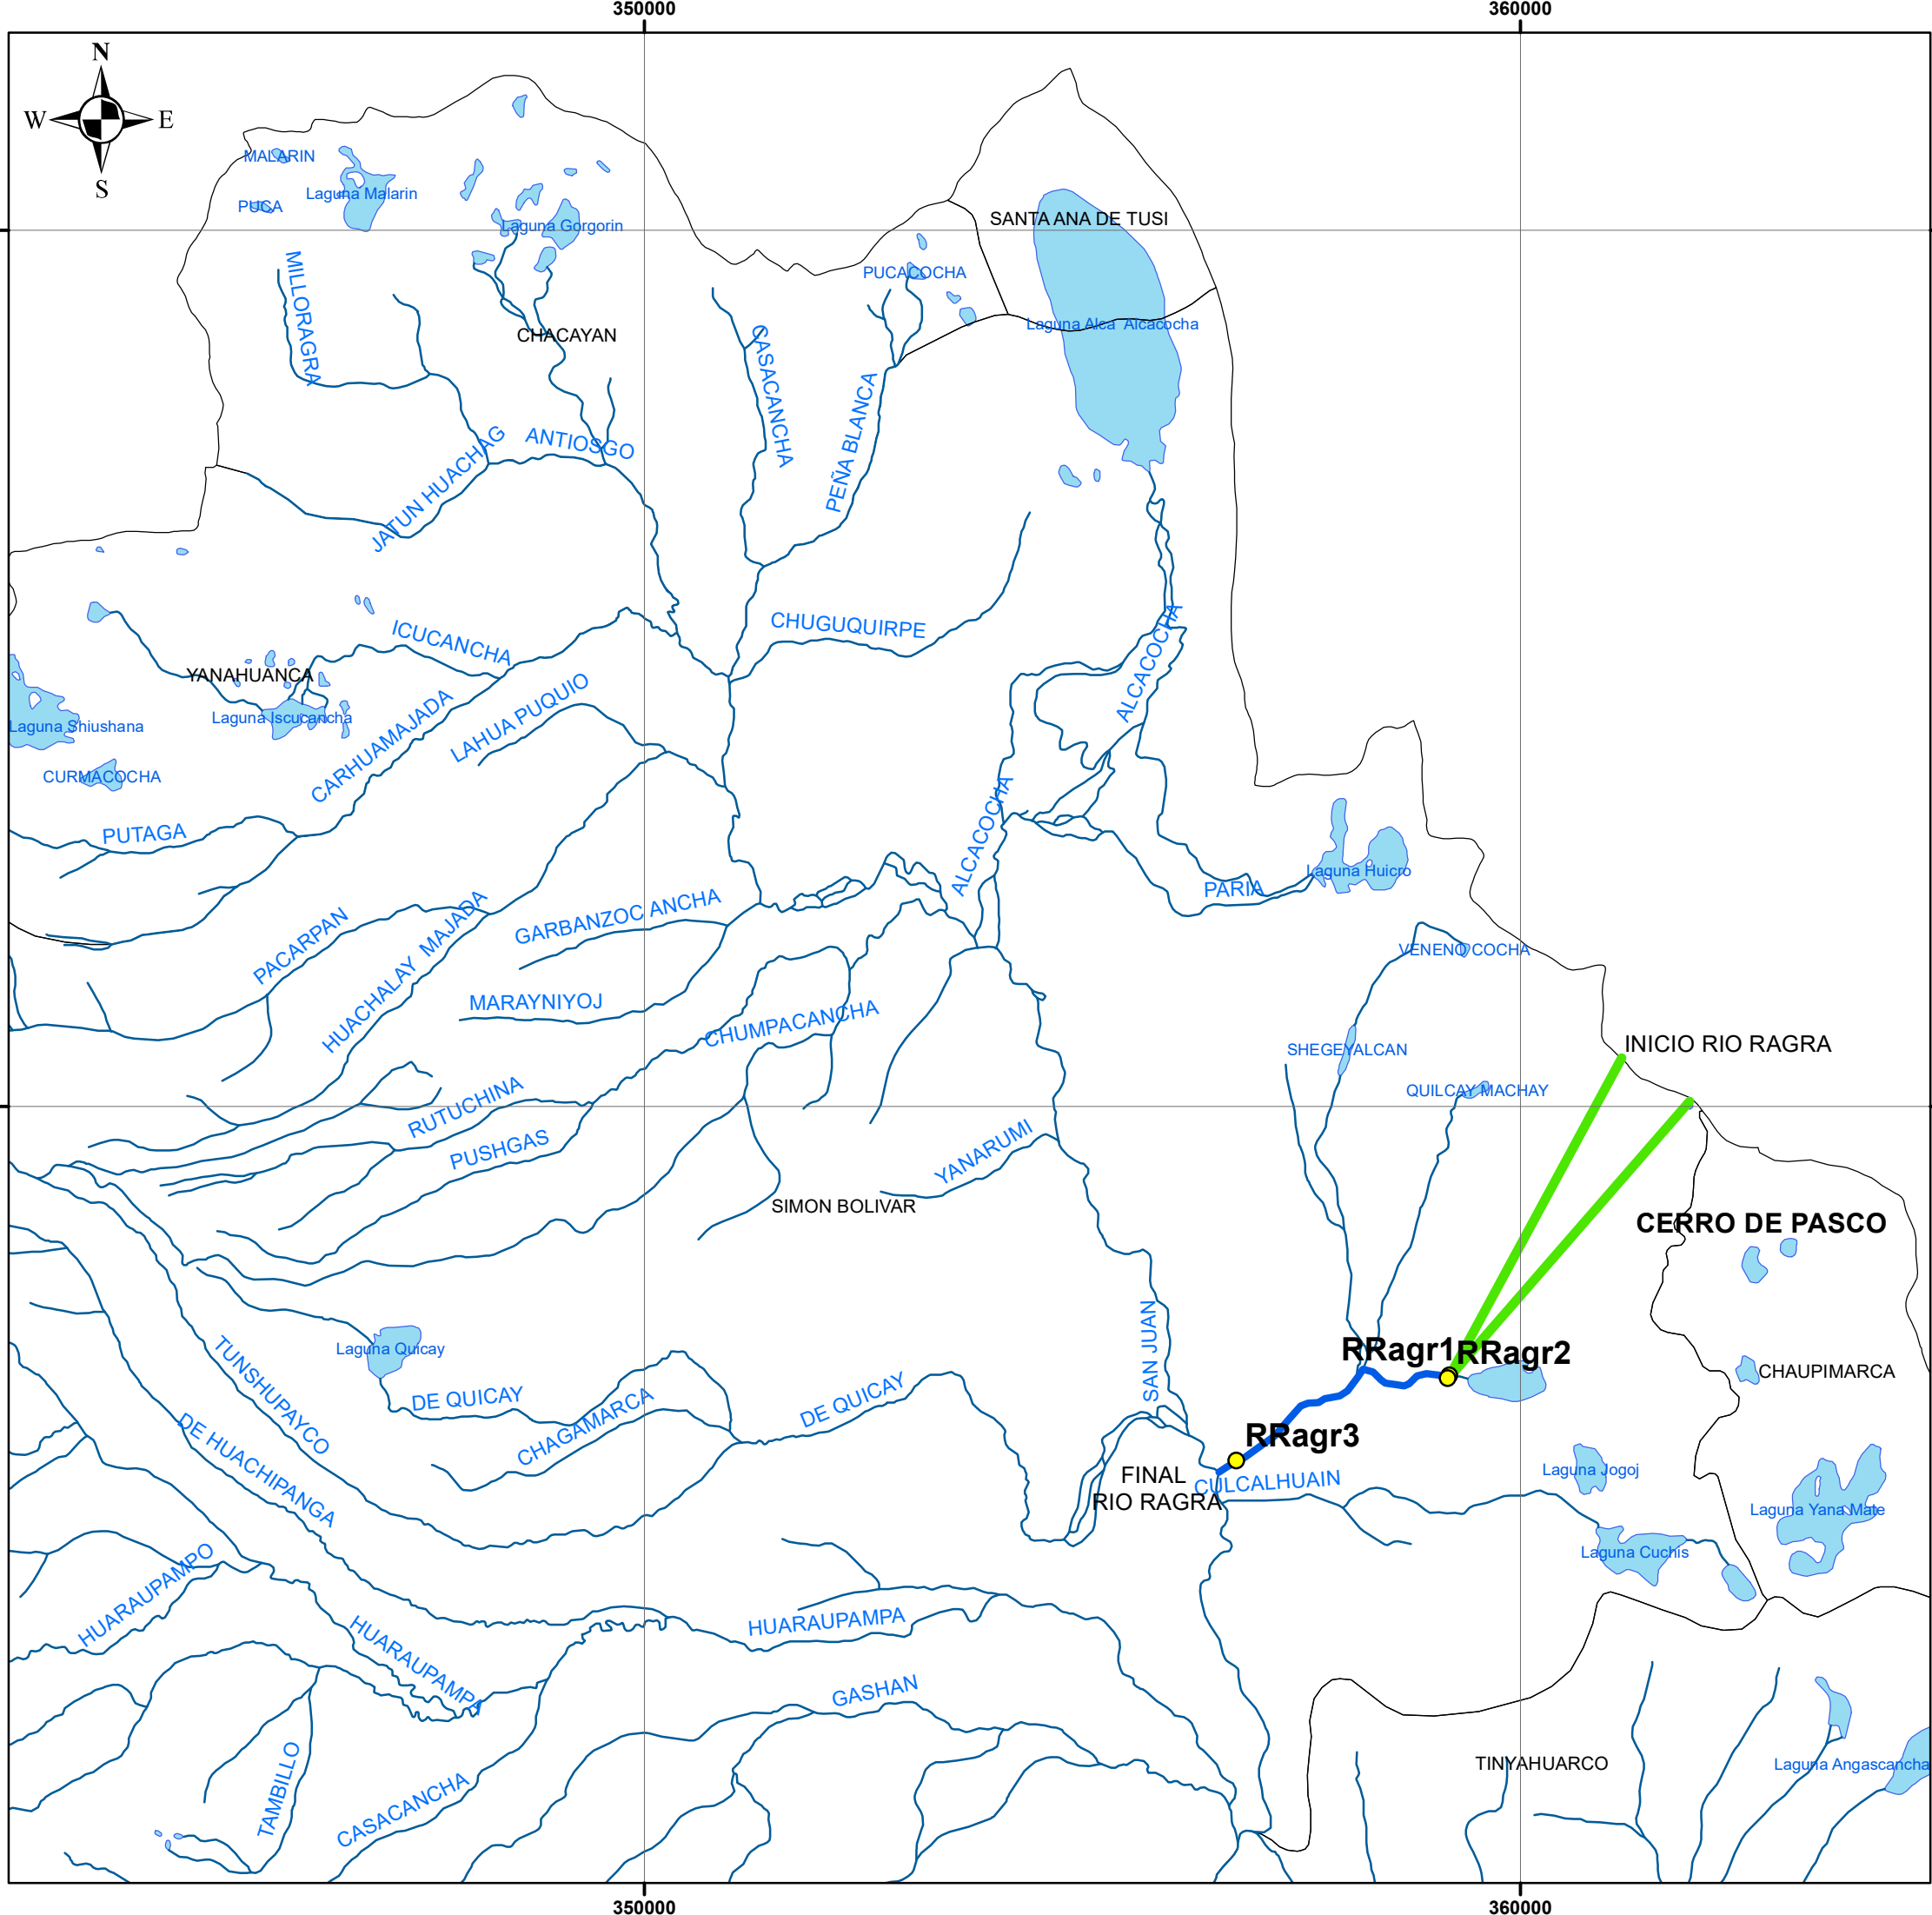 350000
360000
N
W
E
S
MALARIN
Laguna Malarin
PUCA
Laguna Gorgorin
SANTA ANA DE TUSI
PUCACOCHA
MILLORAGRA
CHACAYAN
CASACANCHA
Laguna Alca Alcacocha
PEÑA BLANCA
JATUN HUACHAG
ANTIOSGO
ICUCANCHA
CHUGUQUIRPE
ALCACOCHA
YANAHUANCA
Laguna Shiushana
Laguna Iscucancha
CARHUAMAJADA
LAHUA PUQUIO
CURMACOCHA
PUTAGA
ALCACOCHA
Laguna Huicro
PARIA
PACARPAN
HUACHALAY MAJADA
GARBANZOC ANCHA
VENENO COCHA
MARAYNIYOJ
CHUMPACANCHA
SHEGEYALCAN
INICIO RIO RAGRA
QUILCAY MACHAY
RUTUCHINA
PUSHGAS
YANARUMI
SIMON BOLIVAR
CERRO DE PASCO
SAN JUAN
TUNSHUPAYCO
Laguna Quicay
RRagr1
RRagr2
CHAUPIMARCA
DE QUICAY
CHAGAMARCA
DE QUICAY
DE HUACHIPANGA
RRagr3
FINAL
RIO RAGRA
CULCALHUAIN
Laguna Jogoj
Laguna Yana Mate
Laguna Cuchis
HUARAUPAMPO
HUARAUPAMPA
HUARAUPAMPA
GASHAN
TAMBILLO
CASACANCHA
TINYAHUARCO
Laguna Angascancha
350000
360000